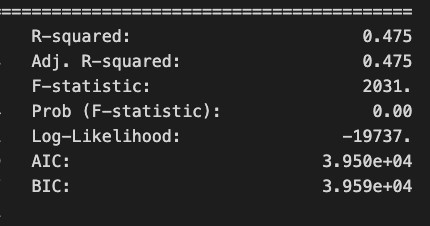 ==============================================
R-squared: 0.475
Adj. R-squared: 0.475
F-statistic: 2031.
Prob (F-statistic): 0.00
Log-Likelihood: -19737.
AIC: 3.950e+04
BIC: 3.959e+04